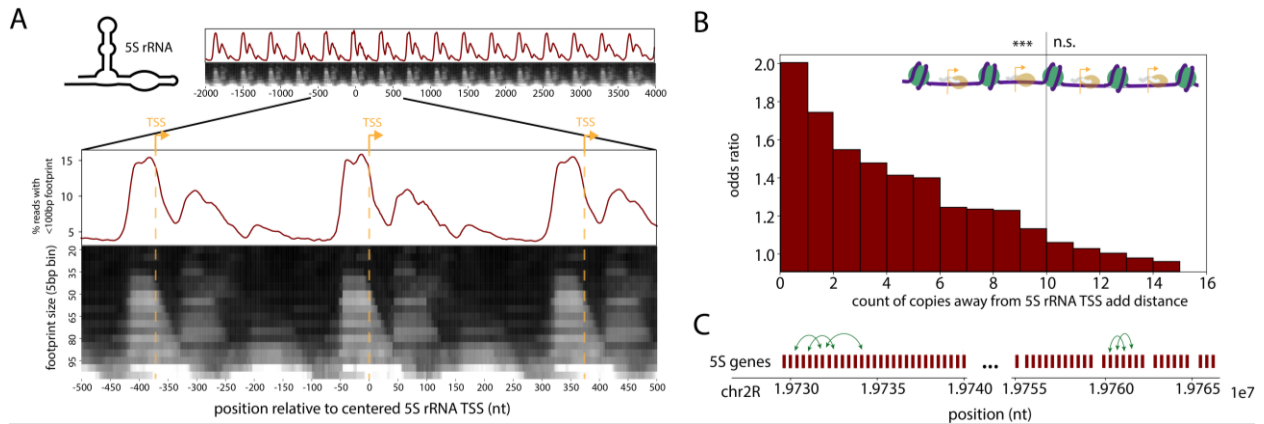 A
5S rRNA
-2000 -1500 -1000 -500 0 500 1000 1500 2000 2500 3000 3500 4000
TSS TSS TSS
% reads with
<100bp footprint
15
10
5
footprint size (5bp bin)
20
35
50
65
80
95
-500 -450 -400 -350 -300 -250 -200 -150 -100 -50 0 50 100 150 200 250 300 350 400 450 500
position relative to centered 5S rRNA TSS (nt)
B
*** n.s.
odds ratio
2.0
1.8
1.6
1.4
1.2
1.0
0 2 4 6 8 10 12 14 16
count of copies away from 5S rRNA TSS add distance
C
5S genes
...
chr2R 1.9730 1.9735 1.9740 1.9755 1.9760 1.9765 1e7
position (nt)